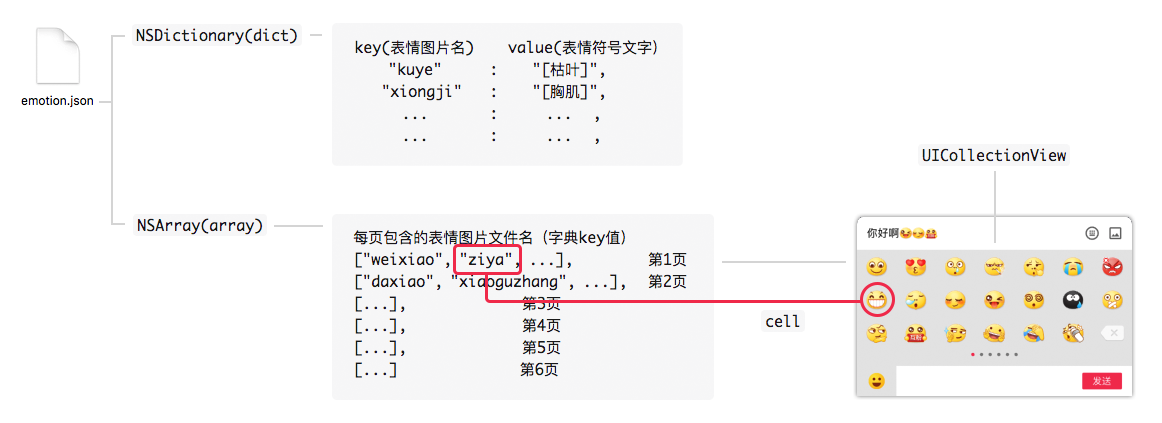 emotion.json
NSDictionary(dict)
key(表情图片名) value(表情符号文字)
"kuye" : "[枯叶]",
"xiongji" : "[胸肌]",
... : ... ,
... : ... ,
NSArray(array)
每页包含的表情图片文件名（字典key值）
["weixiao", "ziya", ...], 第1页
["daxiao", "xiaoguzhang", ...], 第2页
[...], 第3页
[...], 第4页
[...], 第5页
[...] 第6页
cell
UICollectionView
你好啊
互粉
发送